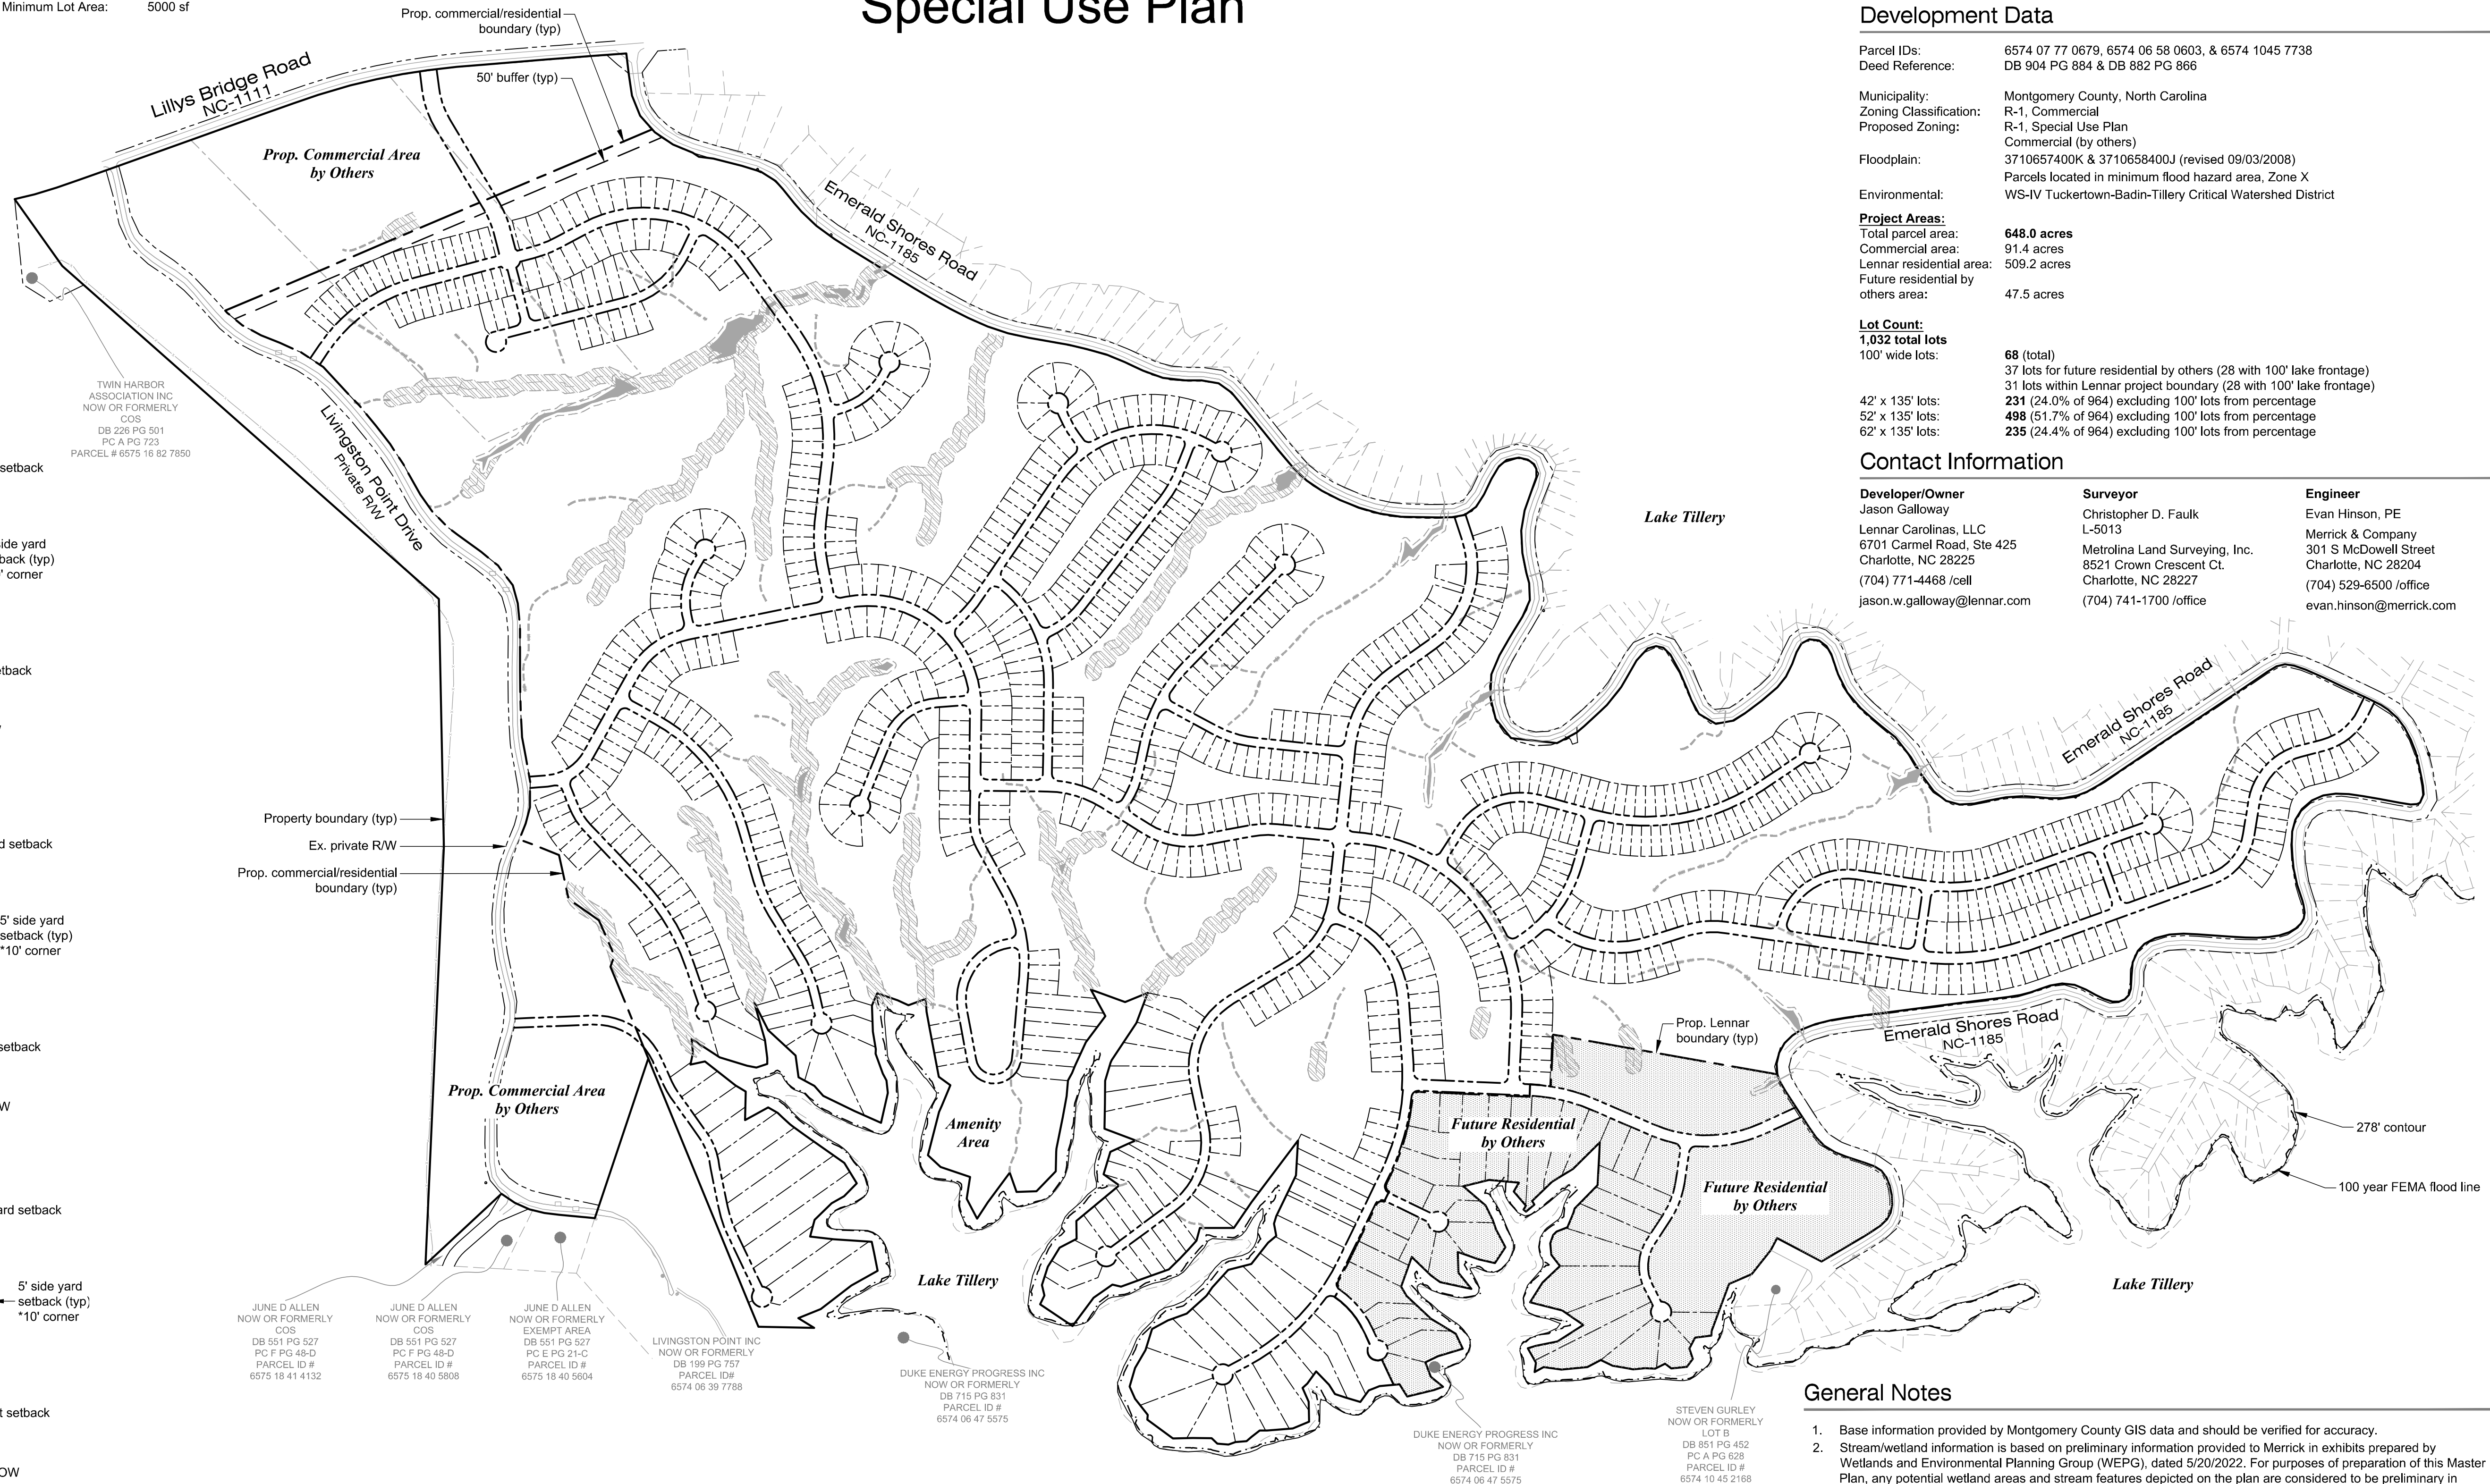 Minimum Lot Area: 5000 sf
Special Use Plan
Prop. commercial/residential
boundary (typ)
50' buffer (typ)
Lillys Bridge Road
NC-1111
Prop. Commercial Area
by Others
Emerald Shores Road
NC-1185
TWIN HARBOR
ASSOCIATION INC
NOW OR FORMERLY
COS
DB 226 PG 501
PC A PG 723
PARCEL # 6575 16 82 7850
Livingston Point Drive
Private R/W
setback
side yard
back (typ)
' corner
etback
d setback
5' side yard
setback (typ)
*10' corner
setback
W
ard setback
5' side yard
setback (typ)
*10' corner
t setback
OW
Property boundary (typ)
Ex. private R/W
Prop. commercial/residential
boundary (typ)
Lake Tillery
Emerald Shores Road
NC-1185
Prop. Lennar
boundary (typ)
Emerald Shores Road
NC-1185
Prop. Commercial Area
by Others
Amenity
Area
Future Residential
by Others
Future Residential
by Others
278' contour
100 year FEMA flood line
Lake Tillery
Lake Tillery
JUNE D ALLEN
NOW OR FORMERLY
COS
DB 551 PG 527
PC F PG 48-D
PARCEL ID #
6575 18 41 4132
JUNE D ALLEN
NOW OR FORMERLY
COS
DB 551 PG 527
PC F PG 48-D
PARCEL ID #
6575 18 40 5808
JUNE D ALLEN
NOW OR FORMERLY
EXEMPT AREA
DB 551 PG 527
PC E PG 21-C
PARCEL ID #
6575 18 40 5604
LIVINGSTON POINT INC
NOW OR FORMERLY
DB 199 PG 757
PARCEL ID#
6574 06 39 7788
DUKE ENERGY PROGRESS INC
NOW OR FORMERLY
DB 715 PG 831
PARCEL ID #
6574 06 47 5575
DUKE ENERGY PROGRESS INC
NOW OR FORMERLY
DB 715 PG 831
PARCEL ID #
6574 06 47 5575
STEVEN GURLEY
NOW OR FORMERLY
LOT B
DB 851 PG 452
PC A PG 628
PARCEL ID #
6574 10 45 2168
Development Data
Parcel IDs: 6574 07 77 0679, 6574 06 58 0603, & 6574 1045 7738
Deed Reference: DB 904 PG 884 & DB 882 PG 866
Municipality: Montgomery County, North Carolina
Zoning Classification: R-1, Commercial
Proposed Zoning: R-1, Special Use Plan
Commercial (by others)
Floodplain: 3710657400K & 3710658400J (revised 09/03/2008)
Parcels located in minimum flood hazard area, Zone X
Environmental: WS-IV Tuckertown-Badin-Tillery Critical Watershed District
Project Areas:
Total parcel area: 648.0 acres
Commercial area: 91.4 acres
Lennar residential area: 509.2 acres
Future residential by
others area: 47.5 acres
Lot Count:
1,032 total lots
100' wide lots: 68 (total)
37 lots for future residential by others (28 with 100' lake frontage)
31 lots within Lennar project boundary (28 with 100' lake frontage)
42' x 135' lots: 231 (24.0% of 964) excluding 100' lots from percentage
52' x 135' lots: 498 (51.7% of 964) excluding 100' lots from percentage
62' x 135' lots: 235 (24.4% of 964) excluding 100' lots from percentage
Contact Information
Developer/Owner
Jason Galloway
Lennar Carolinas, LLC
6701 Carmel Road, Ste 425
Charlotte, NC 28225
(704) 771-4468 /cell
jason.w.galloway@lennar.com
Surveyor
Christopher D. Faulk
L-5013
Metrolina Land Surveying, Inc.
8521 Crown Crescent Ct.
Charlotte, NC 28227
(704) 741-1700 /office
Engineer
Evan Hinson, PE
Merrick & Company
301 S McDowell Street
Charlotte, NC 28204
(704) 529-6500 /office
evan.hinson@merrick.com
General Notes
1. Base information provided by Montgomery County GIS data and should be verified for accuracy.
2. Stream/wetland information is based on preliminary information provided to Merrick in exhibits prepared by
Wetlands and Environmental Planning Group (WEPG), dated 5/20/2022. For purposes of preparation of this Master
Plan, any potential wetland areas and stream features depicted on the plan are considered to be preliminary in